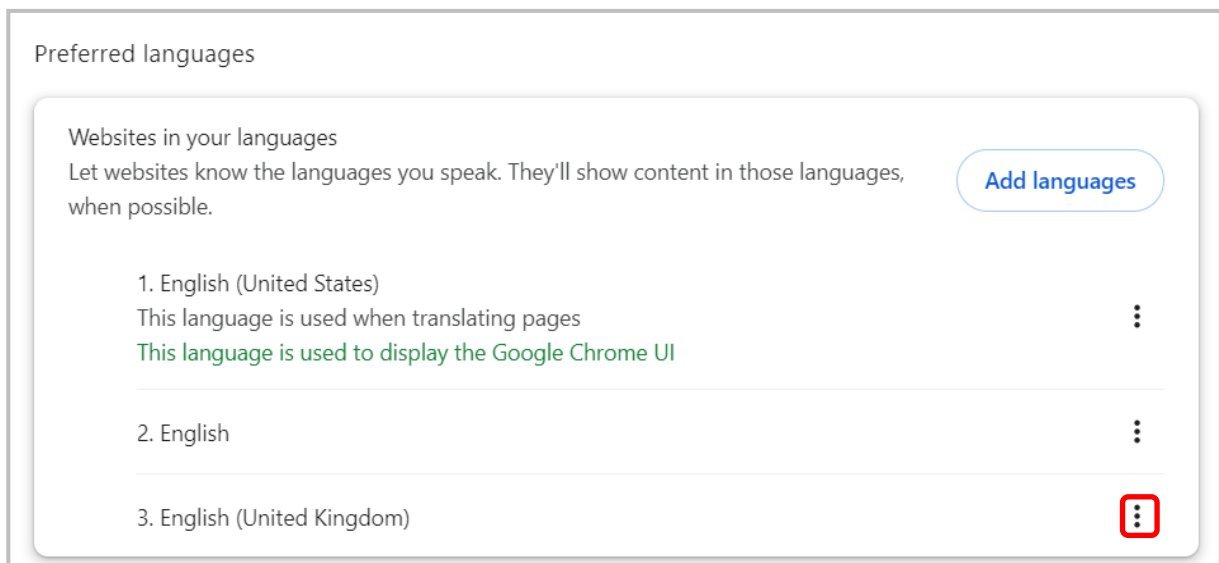 Preferred languages
Websites in your languages
Let websites know the languages you speak. They'll show content in those languages,
when possible.
Add languages
1. English (United States)
This language is used when translating pages
This language is used to display the Google Chrome UI
2. English
3. English (United Kingdom)